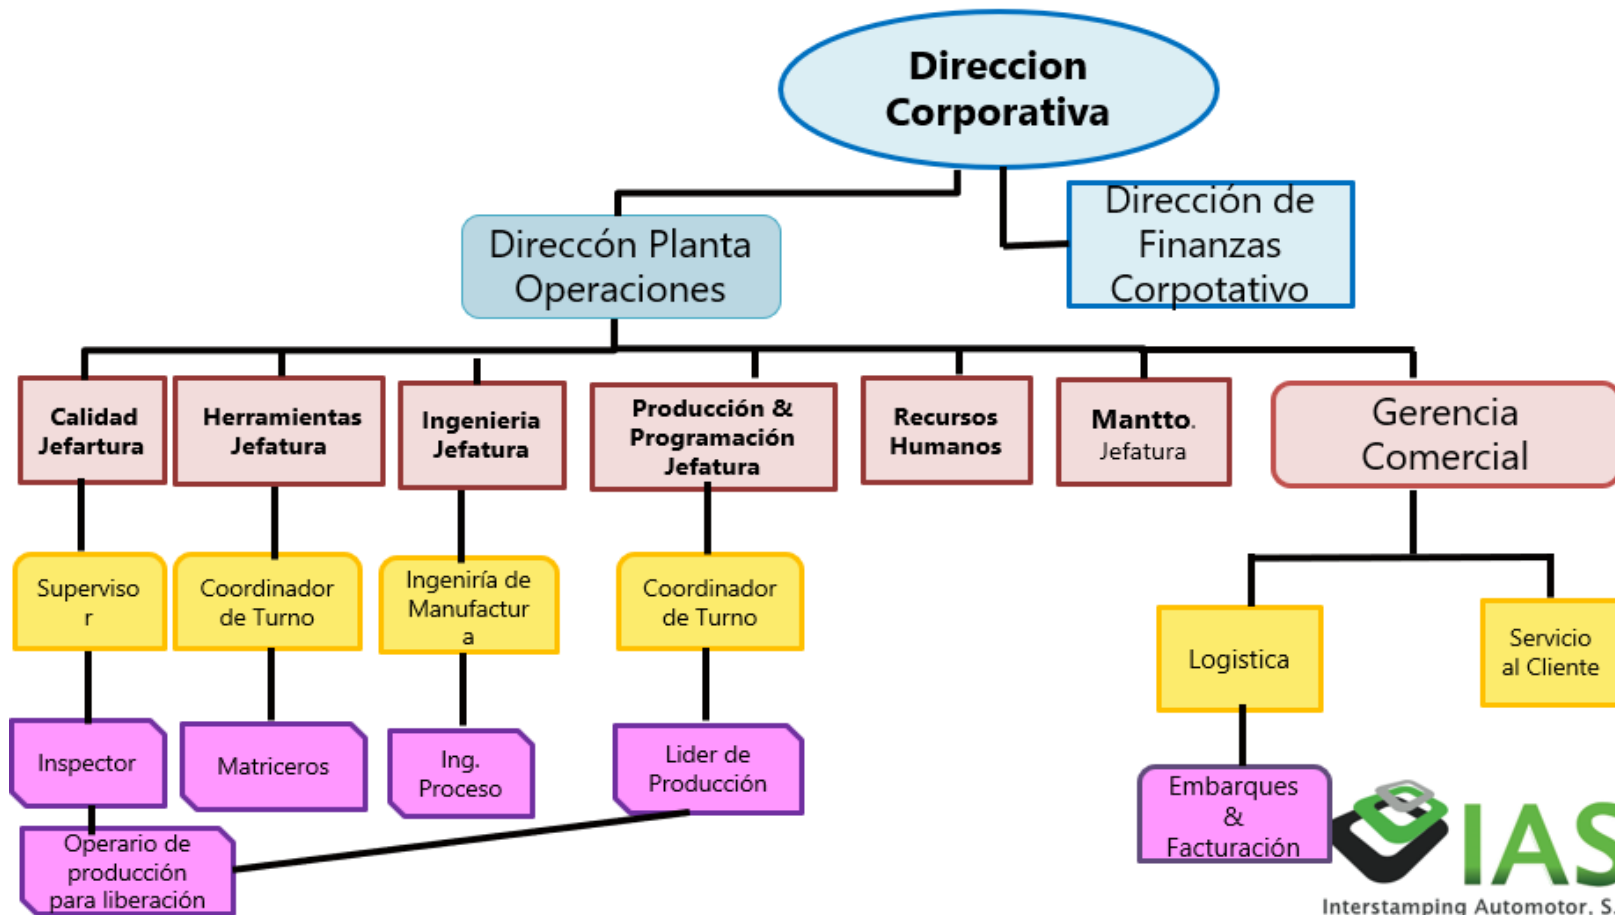 Direccion
Corporativa
Dirección de
Finanzas
Corpotativo
Direccón Planta
Operaciones
Calidad
Jefartura
Herramientas
Jefatura
Ingenieria
Jefatura
Producción &
Programación
Jefatura
Recursos
Humanos
Mantto.
Jefatura
Gerencia
Comercial
Superviso
r
Coordinador
de Turno
Ingeniría de
Manufactur
a
Coordinador
de Turno
Logistica
Servicio
al Cliente
Inspector
Matriceros
Ing.
Proceso
Lider de
Producción
Embarques
&
Facturación
Operario de
producción
para liberación
IAS
Interstamping Automotor, S.